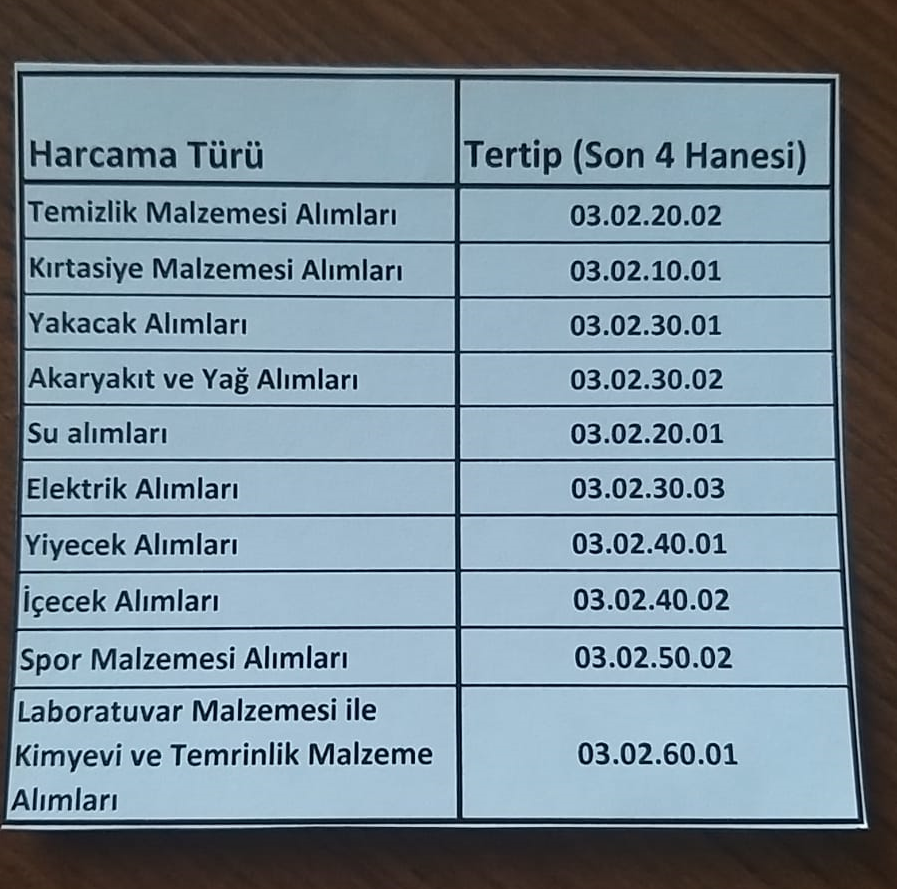 Harcama Türü Tertip (Son 4 Hanesi)
Temizlik Malzemesi Alımları 03.02.20.02
Kırtasiye Malzemesi Alımları 03.02.10.01
Yakacak Alımları 03.02.30.01
Akaryakıt ve Yağ Alımları 03.02.30.02
Su alımları 03.02.20.01
Elektrik Alımları 03.02.30.03
Yiyecek Alımları 03.02.40.01
İçecek Alımları 03.02.40.02
Spor Malzemesi Alımları 03.02.50.02
Laboratuvar Malzemesi ile
Kimyevi ve Temrinlik Malzeme 03.02.60.01
Alımları